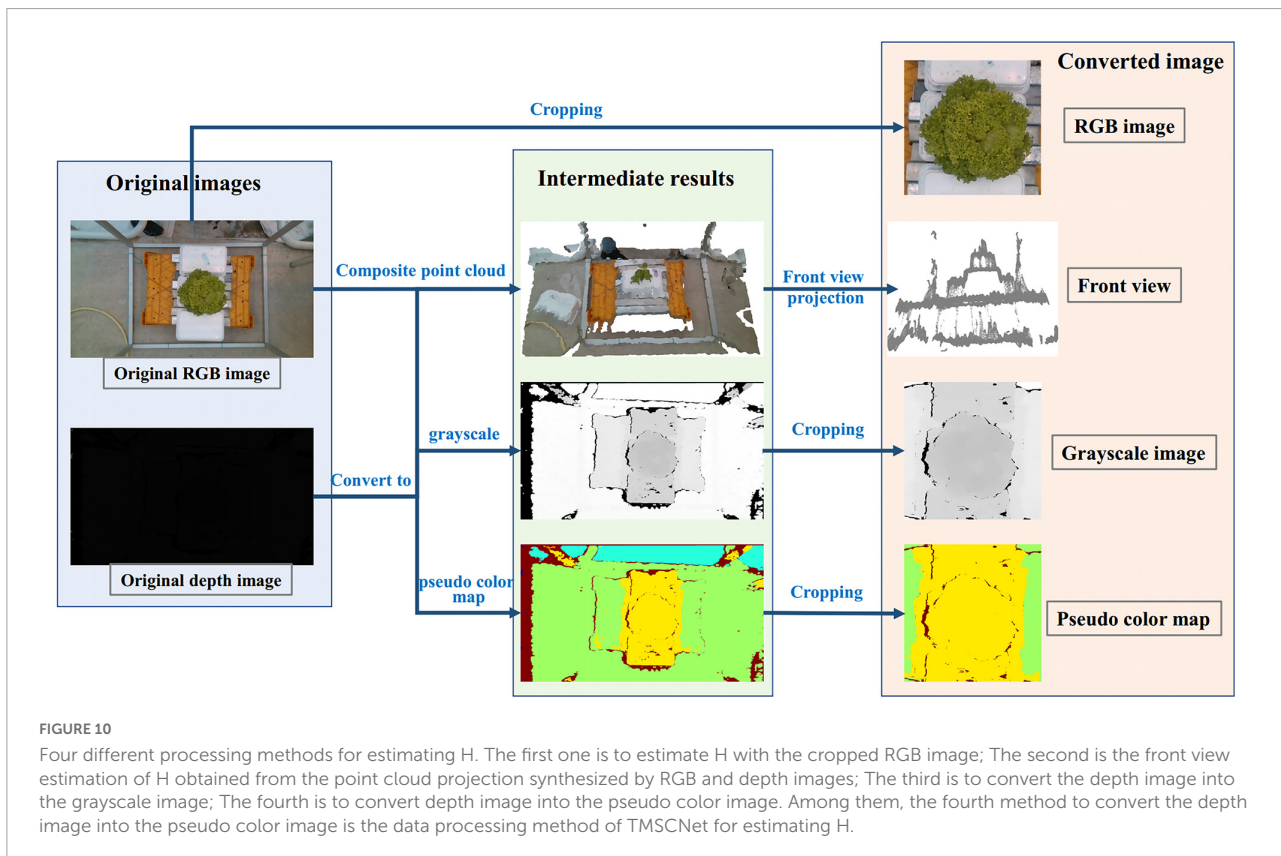 Converted image
Cropping
RGB image
Original images
Intermediate results
Composite point cloud
Front view
projection
Front view
Original RGB image
grayscale
Cropping
Grayscale image
Convert to
Original depth image
pseudo color
map
Cropping
Pseudo color map
FIGURE 10
Four different processing methods for estimating H. The first one is to estimate H with the cropped RGB image; The second is the front view
estimation of H obtained from the point cloud projection synthesized by RGB and depth images; The third is to convert the depth image into
the grayscale image; The fourth is to convert depth image into the pseudo color image. Among them, the fourth method to convert the depth
image into the pseudo color image is the data processing method of TMSCNet for estimating H.